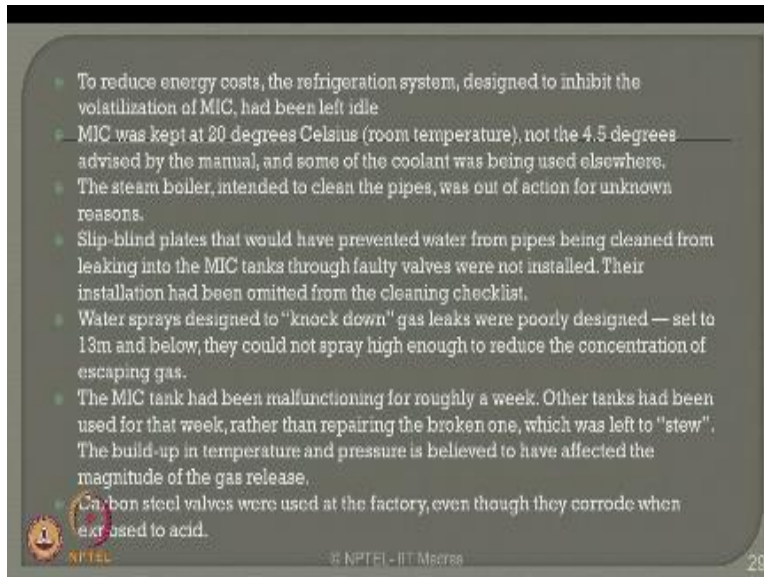 To reduce energy costs, the refrigeration system, designed to inhibit the
volatilization of MIC, had been left idle
MIC was kept at 20 degrees Celsius (room temperature), not the 4.5 degrees
advised by the manual, and some of the coolant was being used elsewhere.
The steam boiler, intended to clean the pipes, was out of action for unknown
reasons.
Slip-blind plates that would have prevented water from pipes being cleaned from
leaking into the MIC tanks through faulty valves were not installed. Their
installation had been omitted from the cleaning checklist.
Water sprays designed to “knock down” gas leaks were poorly designed — set to
13m and below, they could not spray high enough to reduce the concentration of
escaping gas.
The MIC tank had been malfunctioning for roughly a week. Other tanks had been
used for that week, rather than repairing the broken one, which was left to “stew”.
The build-up in temperature and pressure is believed to have affected the
magnitude of the gas release.
Carbon steel valves were used at the factory, even though they corrode when
exposed to acid.
NPTEL
© NPTEL - IIT Madras
29